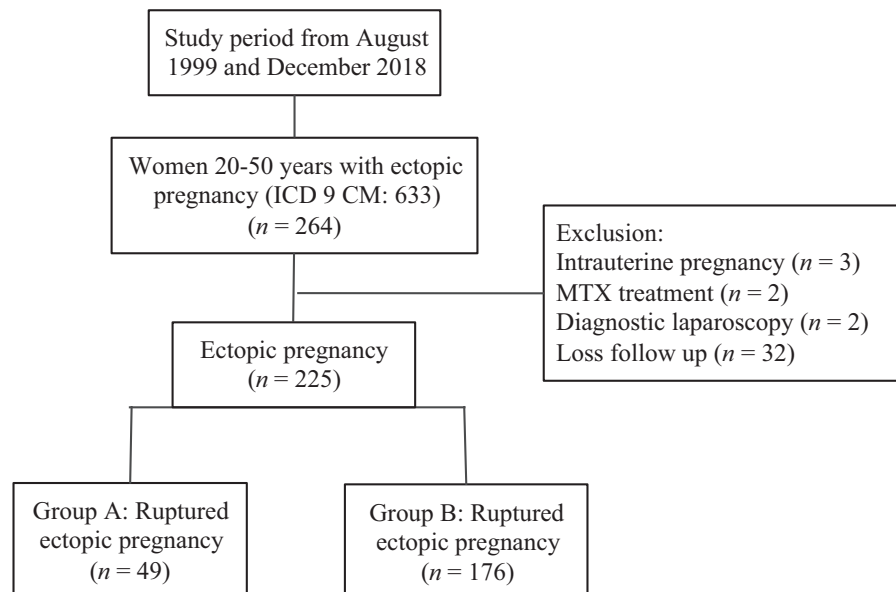 Study period from August
1999 and December 2018
Women 20-50 years with ectopic
pregnancy (ICD 9 CM: 633)
(n = 264)
Exclusion:
Intrauterine pregnancy (n = 3)
MTX treatment (n = 2)
Diagnostic laparoscopy (n = 2)
Loss follow up (n = 32)
Ectopic pregnancy
(n = 225)
Group A: Ruptured
ectopic pregnancy
(n = 49)
Group B: Ruptured
ectopic pregnancy
(n = 176)